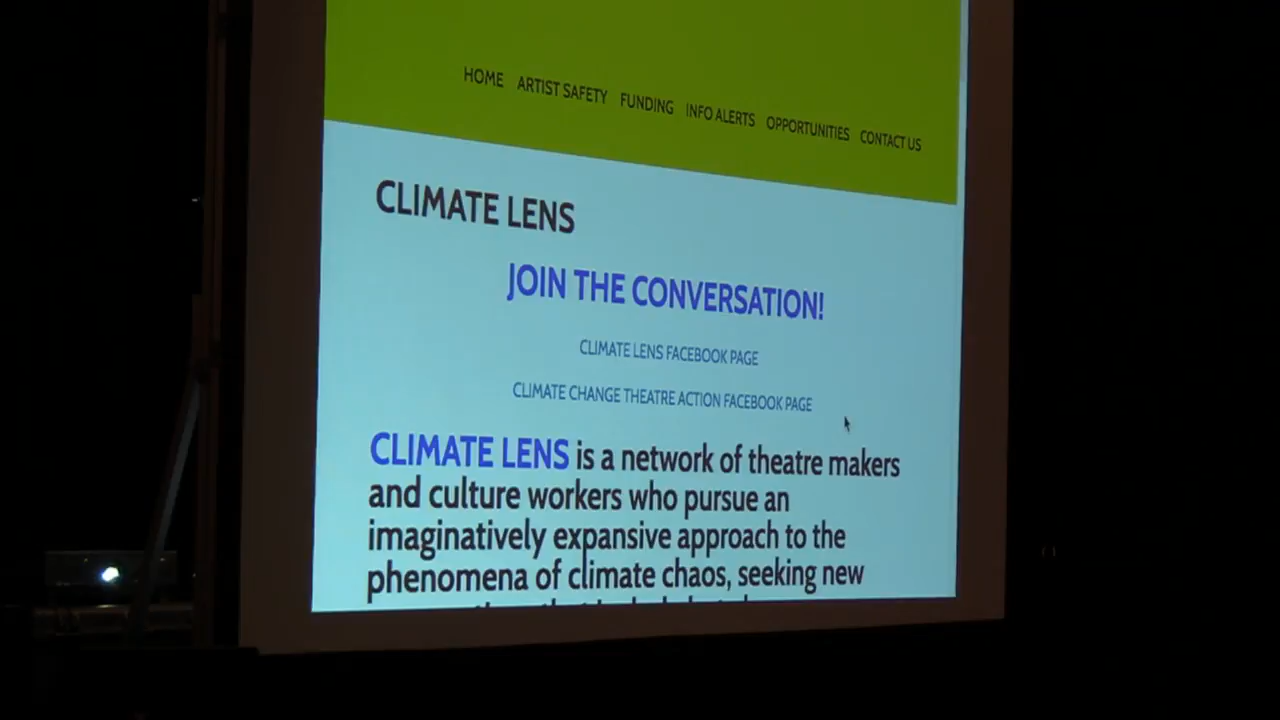 HOME ARTIST SAFETY FUNDING INFO ALERTS OPPORTUNITIES CONTACT US
CLIMATE LENS
JOIN THE CONVERSATION!
CLIMATE LENS FACEBOOK PAGE
CLIMATE CHANGE THEATRE ACTION FACEBOOK PAGE
CLIMATE LENS is a network of theatre makers
and culture workers who pursue an
imaginatively expansive approach to the
phenomena of climate chaos, seeking new